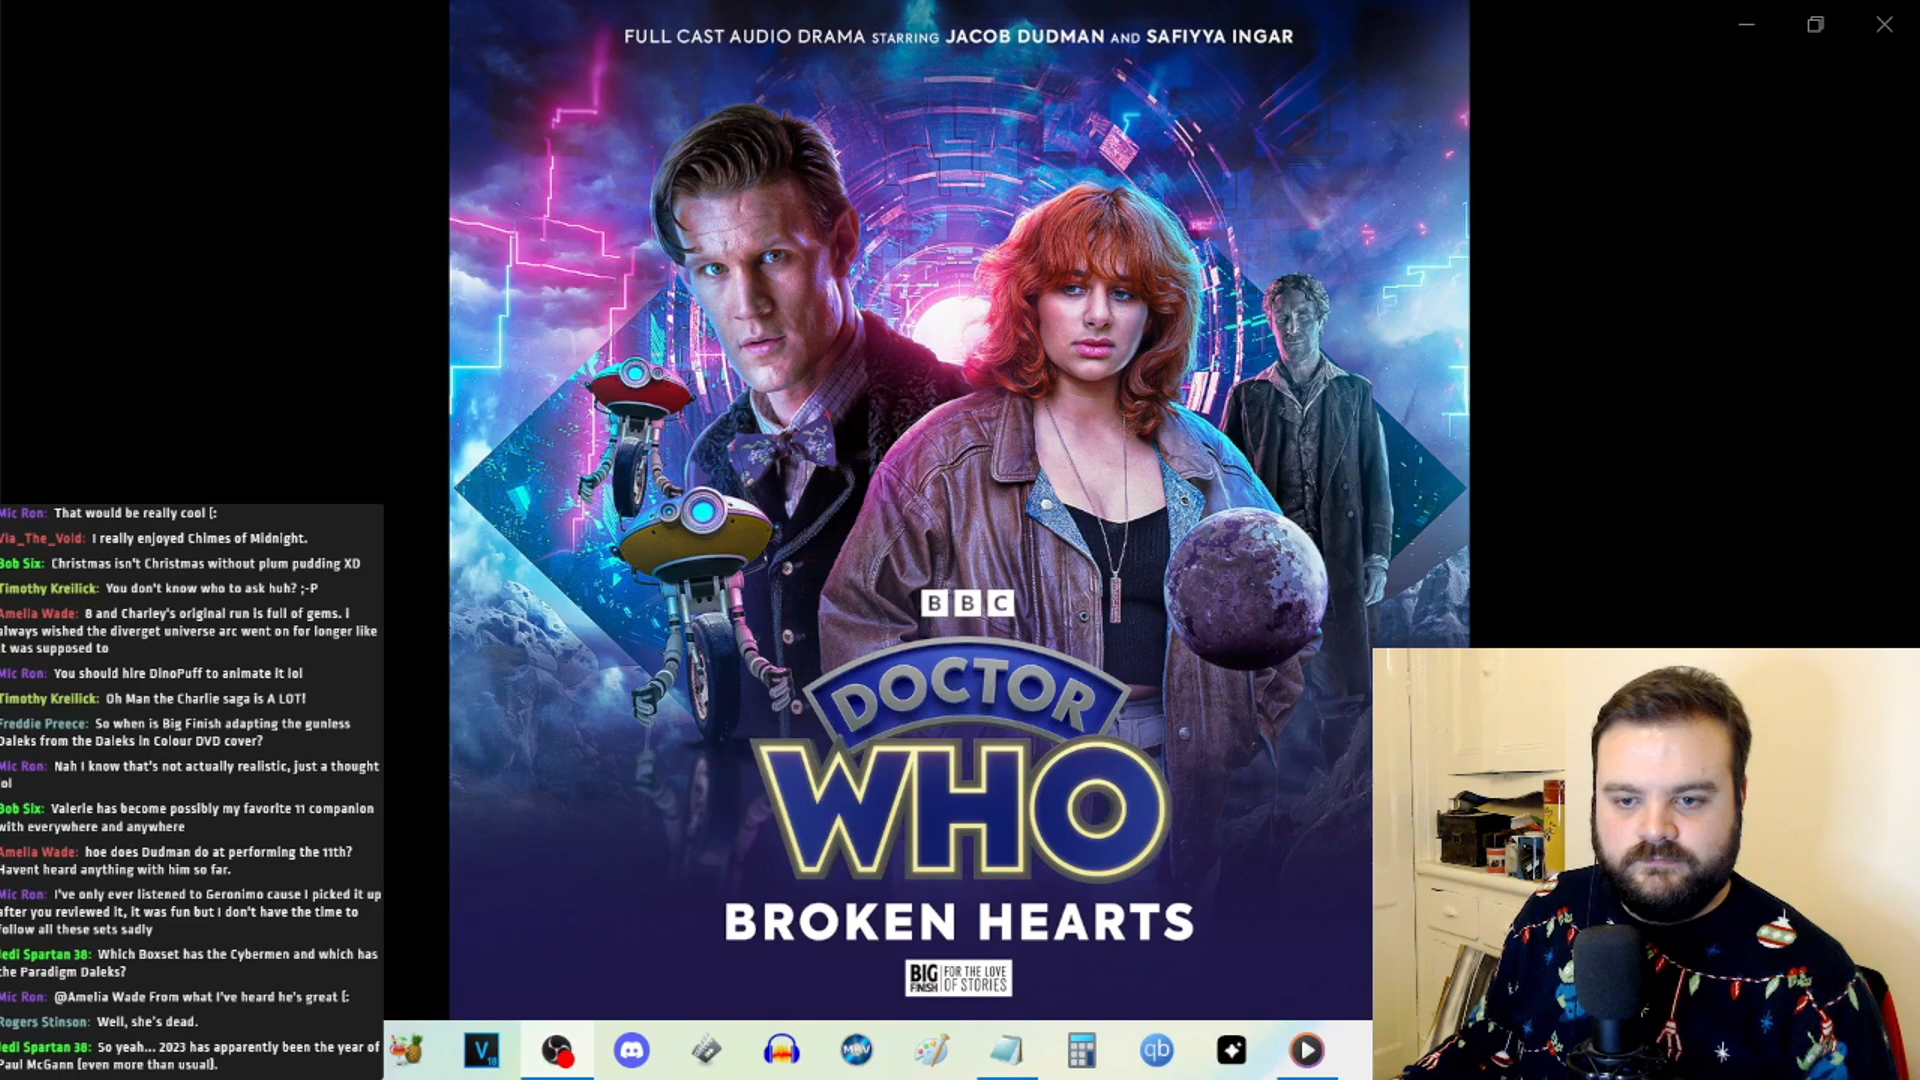 FULL CAST AUDIO DRAMA STARRING JACOB DUDMAN AND SAFIYYA INGAR
BBC
DOCTOR
WHO
BROKEN HEARTS
BIG FINISH
FOR THE LOVE
OF STORIES
Mic Ron: That would be really cool (:
Via_The_Void: I really enjoyed Chimes of Midnight.
Bob Six: Christmas isn't Christmas without plum pudding XD
Timothy Kreilick: You don't know who to ask huh? ;-P
Amelia Wade: 8 and Charley's original run is full of gems. I
always wished the diverget universe arc went on for longer like
it was supposed to
Mic Ron: You should hire DinoPuff to animate it lol
Timothy Kreilick: Oh Man the Charlie saga is A LOT!
Freddie Preece: So when is Big Finish adapting the gunless
Daleks from the Daleks in Colour DVD cover?
Mic Ron: Nah I know that's not actually realistic, just a thought
lol
Bob Six: Valerie has become possibly my favorite 11 companion
with everywhere and anywhere
Amelia Wade: hoe does Dudman do at performing the 11th?
Havent heard anything with him so far.
Mic Ron: I've only ever listened to Geronimo cause I picked it up
after you reviewed it, it was fun but I don't have the time to
follow all these sets sadly
Jedi Spartan 38: Which Boxset has the Cybermen and which has
the Paradigm Daleks?
Mic Ron: @Amelia Wade From what I've heard he's great (:
Rogers Stinson: Well, she's dead.
Jedi Spartan 38: So yeah... 2023 has apparently been the year of
Paul McGann (even more than usual).
V
18
qb